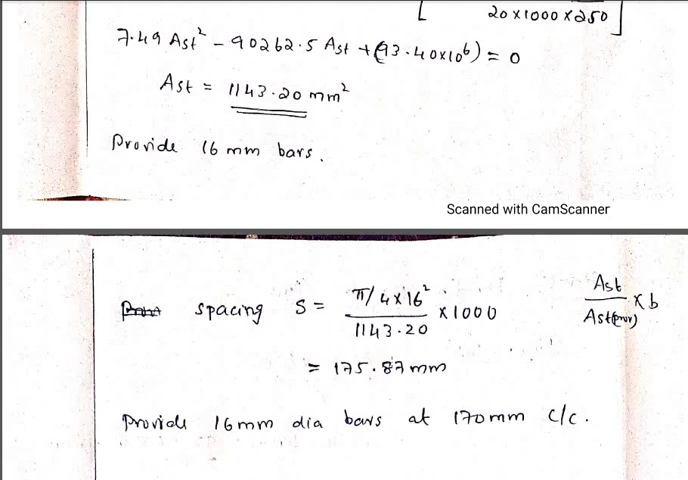 20 x 1000 x 250 ]
7.49 Ast² - 90262.5 Ast + (93.40x10⁶) = 0
Ast = 1143.20 mm²
Provide 16 mm bars.
Scanned with CamScanner
spacing S = π/4 x 16² / 1143.20 x 1000
Ast / Ast(prov) x b
= 175.87 mm
Provide 16mm dia bars at 170mm c/c.